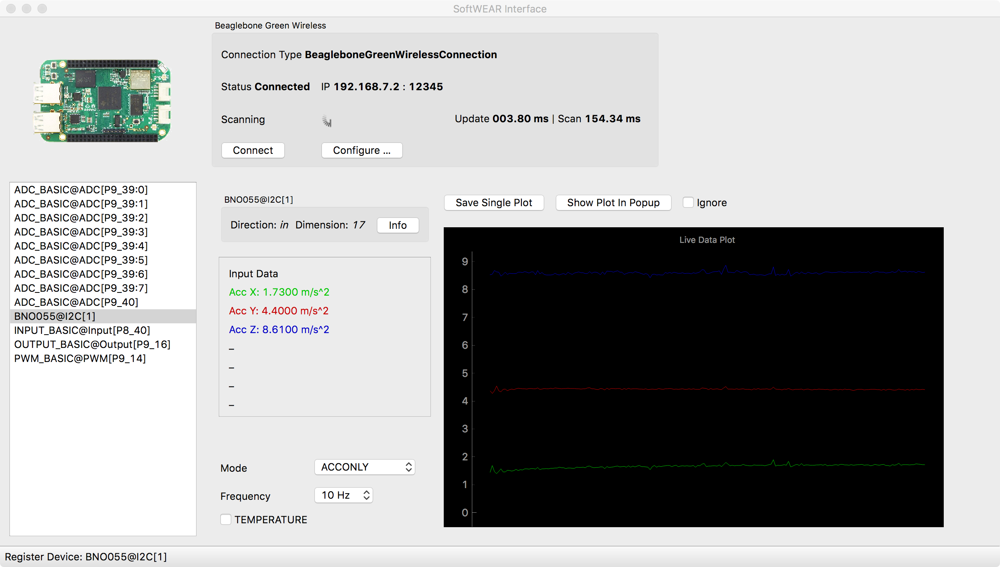 SoftWEAR Interface
Beaglebone Green Wireless
Connection Type BeagleboneGreenWirelessConnection
Status Connected IP 192.168.7.2 : 12345
Scanning Update 003.80 ms | Scan 154.34 ms
Connect Configure ...
ADC_BASIC@ADC[P9_39:0]
ADC_BASIC@ADC[P9_39:1]
ADC_BASIC@ADC[P9_39:2]
ADC_BASIC@ADC[P9_39:3]
ADC_BASIC@ADC[P9_39:4]
ADC_BASIC@ADC[P9_39:5]
ADC_BASIC@ADC[P9_39:6]
ADC_BASIC@ADC[P9_39:7]
ADC_BASIC@ADC[P9_40]
BNO055@I2C[1]
INPUT_BASIC@Input[P8_40]
OUTPUT_BASIC@Output[P9_16]
PWM_BASIC@PWM[P9_14]
BNO055@I2C[1]
Direction: in Dimension: 17 Info
Input Data
Acc X: 1.7300 m/s^2
Acc Y: 4.4000 m/s^2
Acc Z: 8.6100 m/s^2
–
–
–
–
Mode ACCONLY
Frequency 10 Hz
TEMPERATURE
Save Single Plot Show Plot In Popup Ignore
Live Data Plot
9
8
7
6
5
4
3
2
1
0
Register Device: BNO055@I2C[1]